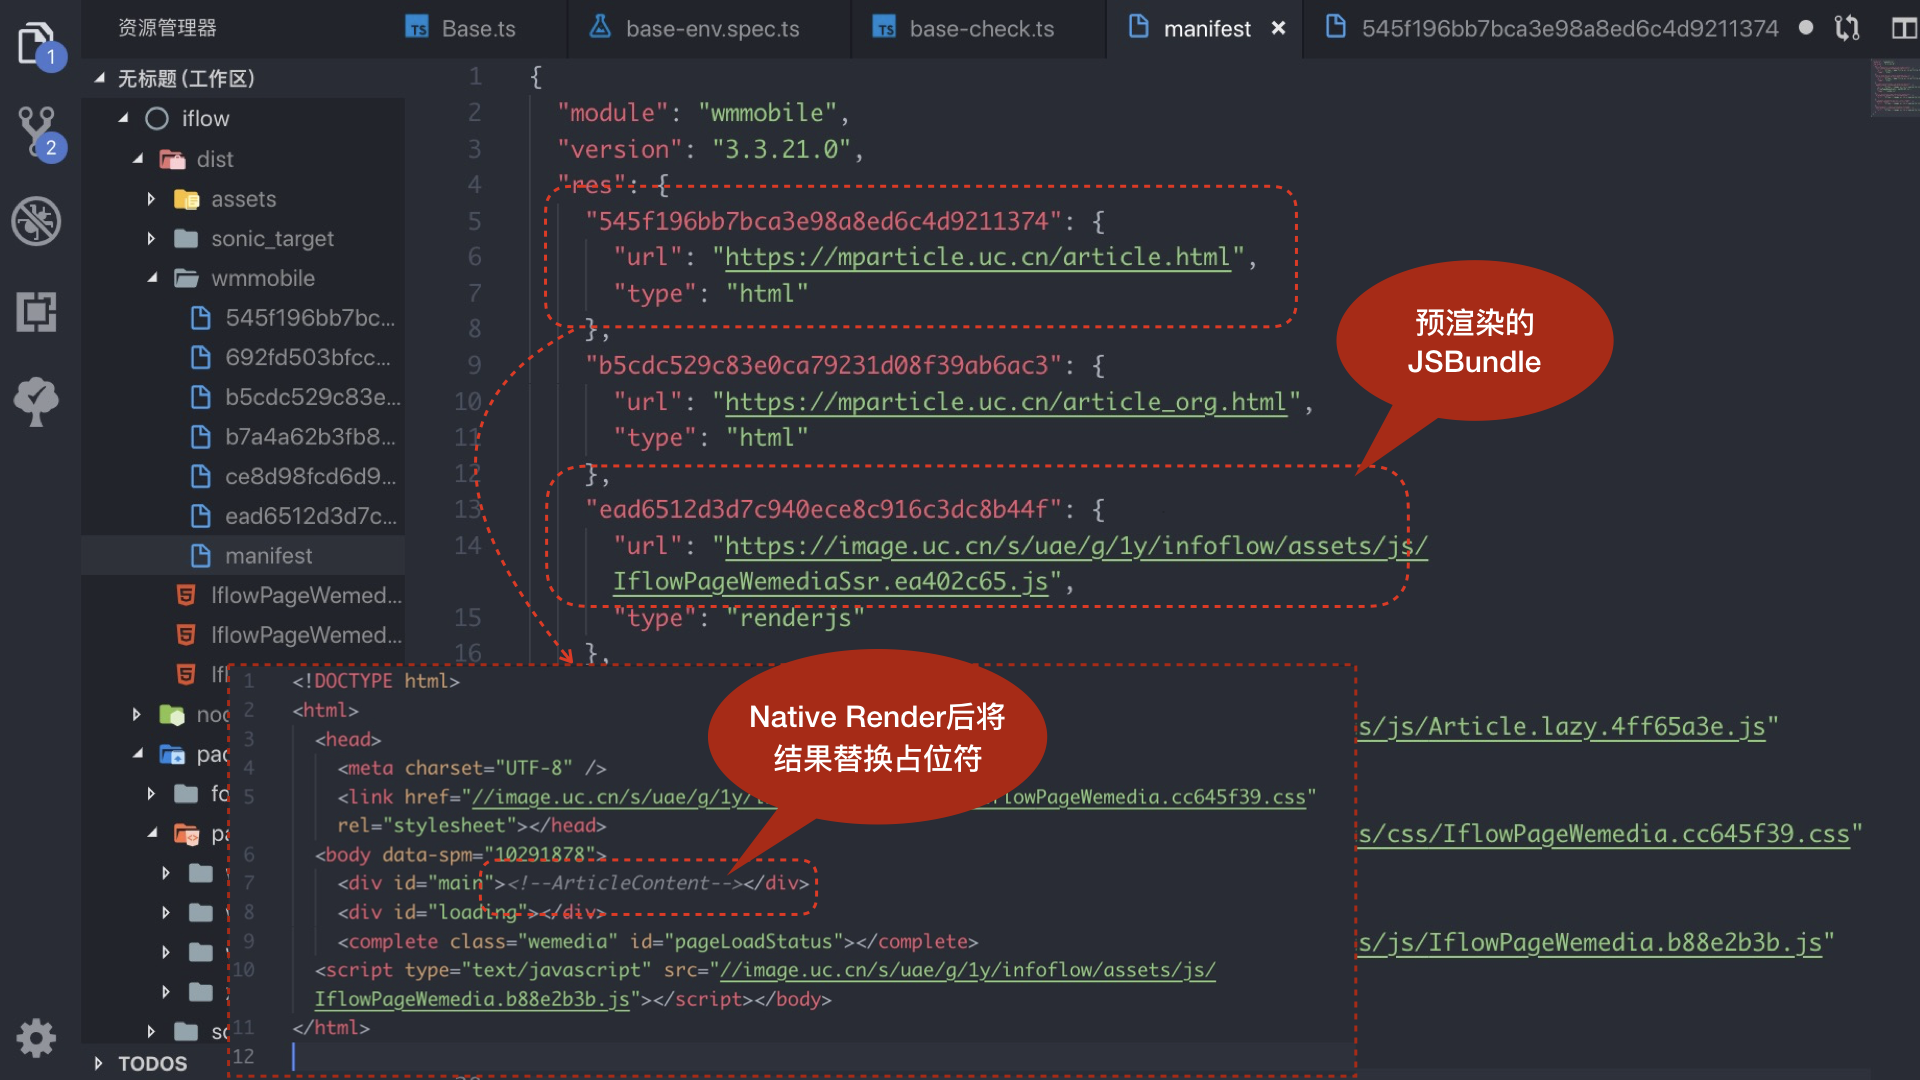 资源管理器
Base.ts
base-env.spec.ts
base-check.ts
manifest ×
545f196bb7bca3e98a8ed6c4d9211374
1
2
无标题 (工作区)
iflow
dist
assets
sonic_target
wmmobile
545f196bb7bc...
692fd503bfcc...
b5cdc529c83e...
b7a4a62b3fb8...
ce8d98fcd6d9...
ead6512d3d7c...
manifest
IflowPageWemed...
IflowPageWemed...
TODOS
1 {
2 "module": "wmmobile",
3 "version": "3.3.21.0",
4 "res": {
5 "545f196bb7bca3e98a8ed6c4d9211374": {
6 "url": "https://mparticle.uc.cn/article.html",
7 "type": "html"
8 },
9 "b5cdc529c83e0ca79231d08f39ab6ac3": {
10 "url": "https://mparticle.uc.cn/article_org.html",
11 "type": "html"
12 },
13 "ead6512d3d7c940ece8c916c3dc8b44f": {
14 "url": "https://image.uc.cn/s/uae/g/1y/infoflow/assets/js/
IflowPageWemediaSsr.ea402c65.js",
15 "type": "renderjs"
16 },
s/js/Article.lazy.4ff65a3e.js"
s/css/IflowPageWemedia.cc645f39.css"
s/js/IflowPageWemedia.b88e2b3b.js"
预渲染的
JSBundle
Native Render后将
结果替换占位符
1 <!DOCTYPE html>
2 <html>
3 <head>
4 <meta charset="UTF-8" />
5 <link href="//image.uc.cn/s/uae/g/1y/ lowPageWemedia.cc645f39.css"
rel="stylesheet"></head>
6 <body data-spm="10291878">
7 <div id="main"><!--ArticleContent--></div>
8 <div id="loading"></div>
9 <complete class="wemedia" id="pageLoadStatus"></complete>
10 <script type="text/javascript" src="//image.uc.cn/s/uae/g/1y/infoflow/assets/js/
IflowPageWemedia.b88e2b3b.js"></script></body>
11 </html>
12